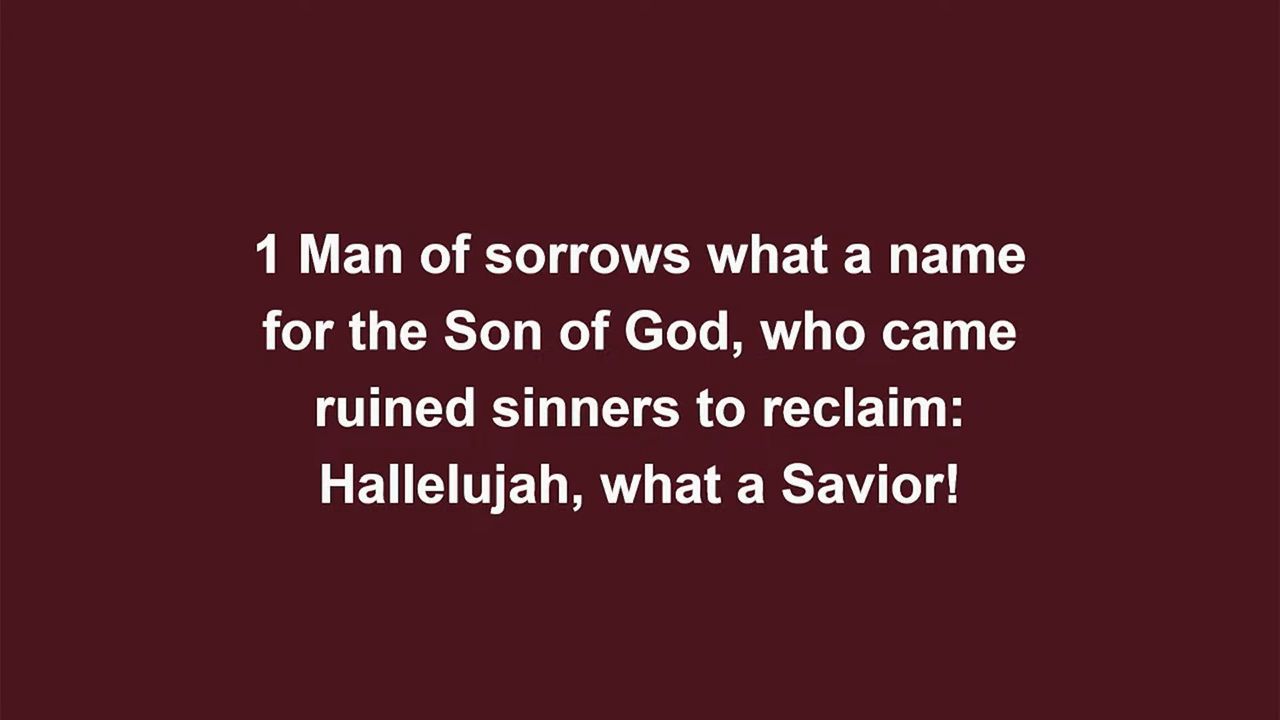 1 Man of sorrows what a name
for the Son of God, who came
ruined sinners to reclaim:
Hallelujah, what a Savior!